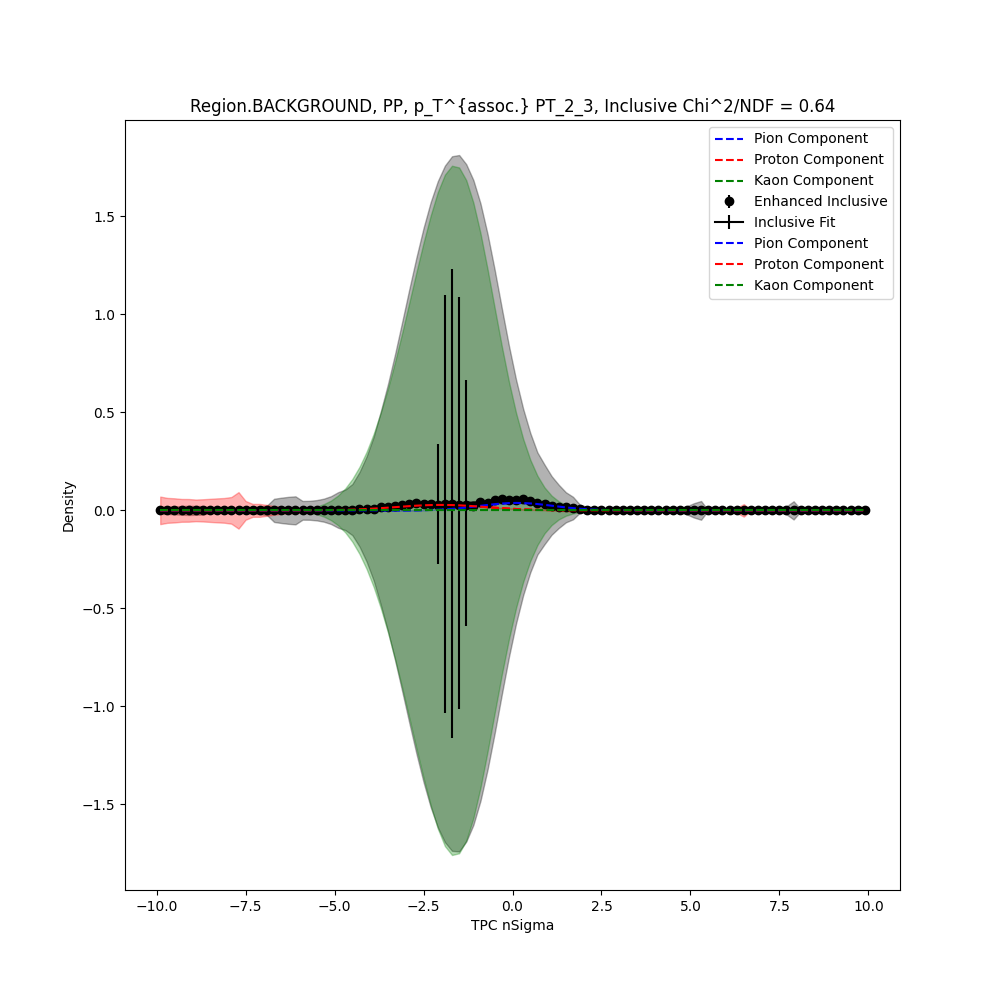 Region.BACKGROUND, PP, p_T^{assoc.} PT_2_3, Inclusive Chi^2/NDF = 0.64
Pion Component
Proton Component
Kaon Component
Enhanced Inclusive
Inclusive Fit
Pion Component
Proton Component
Kaon Component
1.5
1.0
0.5
0.0
−0.5
−1.0
−1.5
Density
−10.0 −7.5 −5.0 −2.5 0.0 2.5 5.0 7.5 10.0
TPC nSigma